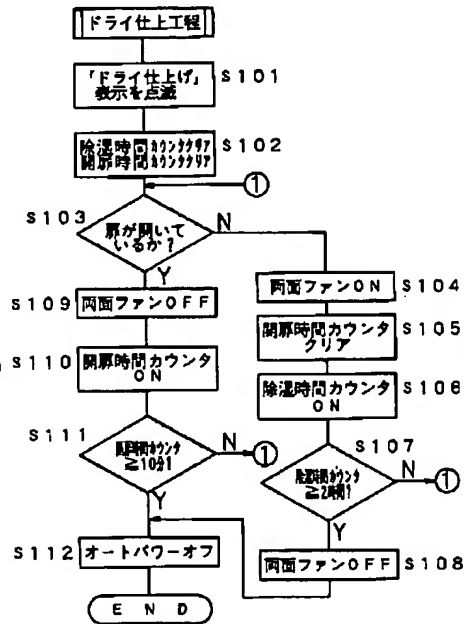 ドライ仕上工程
「ドライ仕上げ」
表示を点滅
S101
除湿時間カウンタクリア
開扉時間カウンタクリア
S102
①
S103
扉が開いて
いるか?
N
Y
両面ファンON
S104
開扉時間カウンタ
クリア
S105
除湿時間カウンタ
ON
S106
S107
除湿時間カウンタ
≧2時間?
N
①
Y
両面ファンOFF
S108
S109
両面ファンOFF
S110
開扉時間カウンタ
ON
S111
開扉時間カウンタ
≧10分?
N
①
Y
S112
オートパワーオフ
END